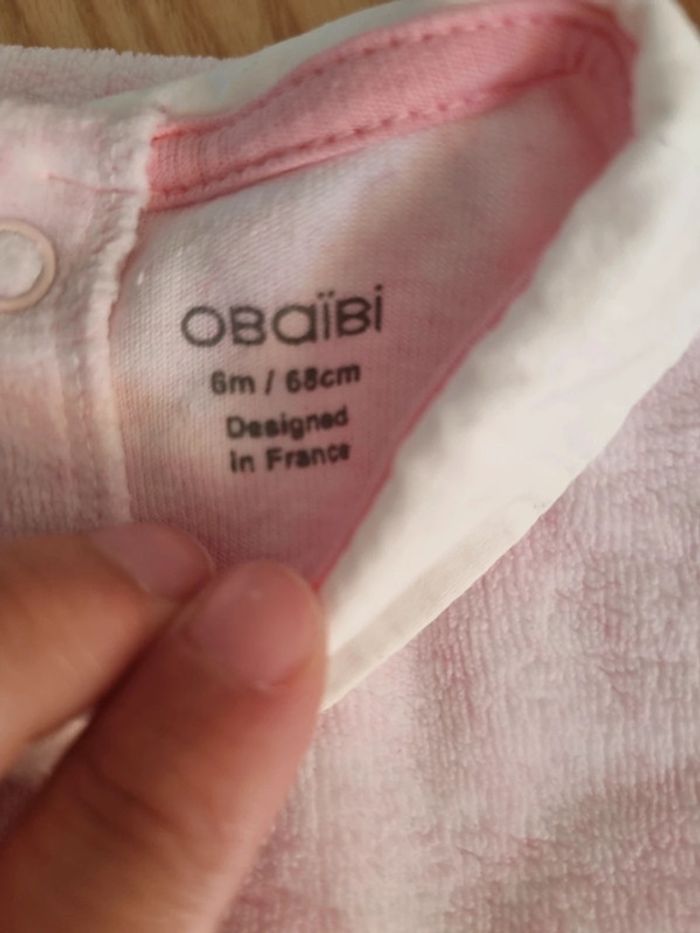 OBaïBi
6m / 68cm
Designed
in France